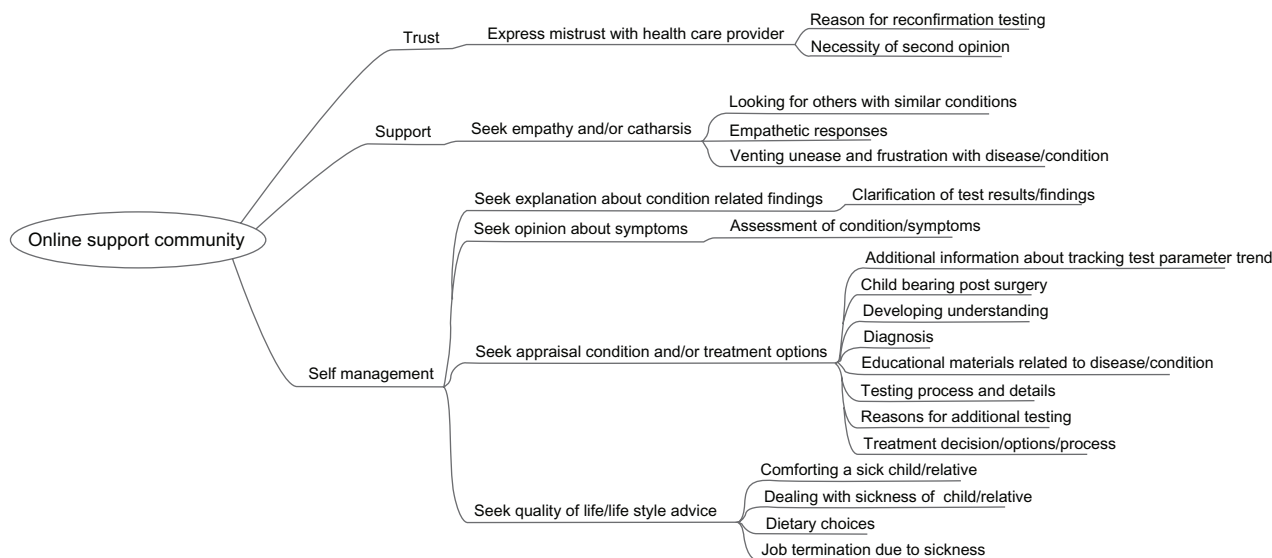 Reason for reconfirmation testing
Trust
Express mistrust with health care provider
Necessity of second opinion
Looking for others with similar conditions
Support
Seek empathy and/or catharsis
Empathetic responses
Venting unease and frustration with disease/condition
Seek explanation about condition related findings
Clarification of test results/findings
Seek opinion about symptoms
Assessment of condition/symptoms
Online support community
Additional information about tracking test parameter trend
Child bearing post surgery
Developing understanding
Diagnosis
Self management
Seek appraisal condition and/or treatment options
Educational materials related to disease/condition
Testing process and details
Reasons for additional testing
Treatment decision/options/process
Comforting a sick child/relative
Dealing with sickness of child/relative
Seek quality of life/life style advice
Dietary choices
Job termination due to sickness